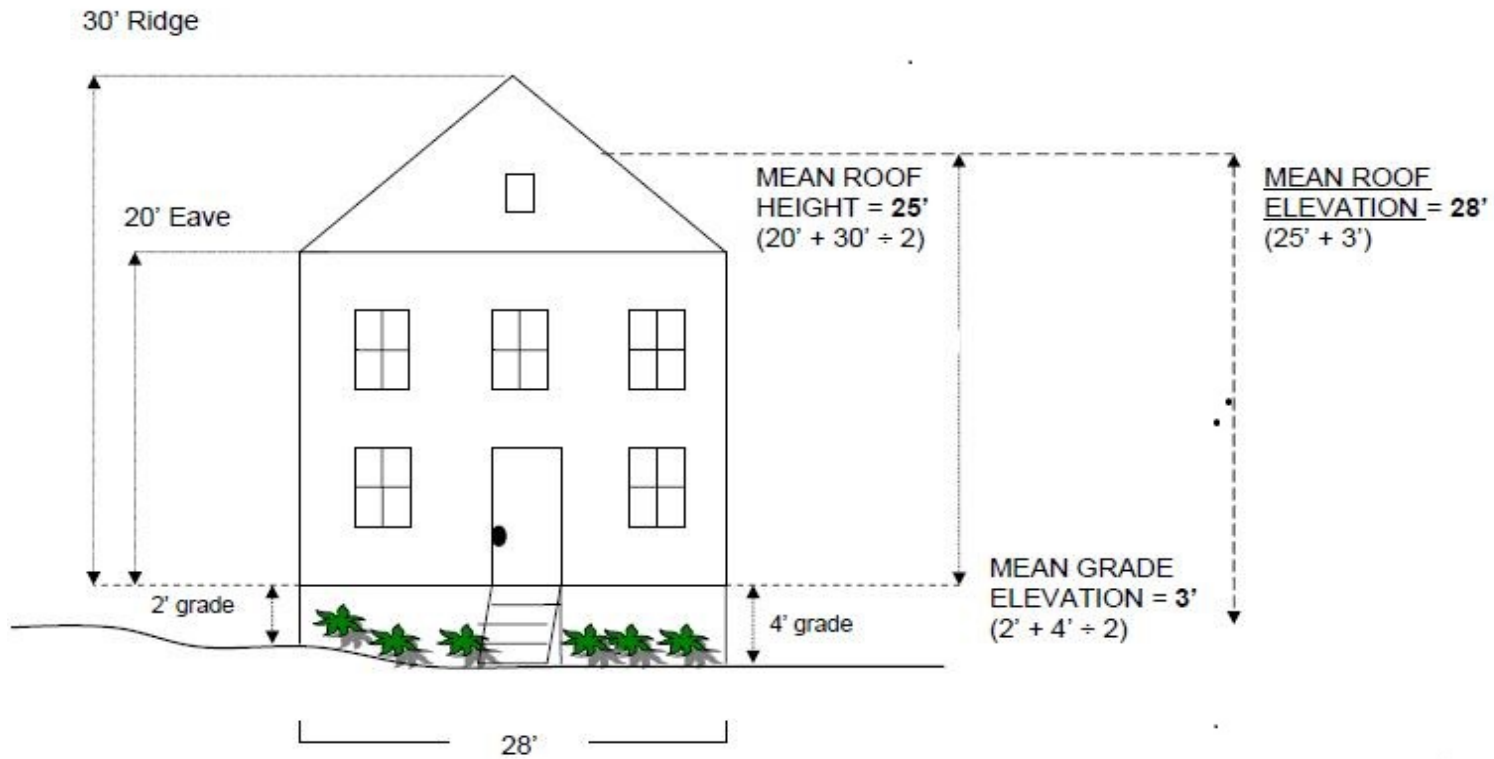 30' Ridge
20' Eave
MEAN ROOF
HEIGHT = 25'
(20' + 30' ÷ 2)
MEAN ROOF
ELEVATION = 28'
(25' + 3')
2' grade
4' grade
MEAN GRADE
ELEVATION = 3'
(2' + 4' ÷ 2)
28'